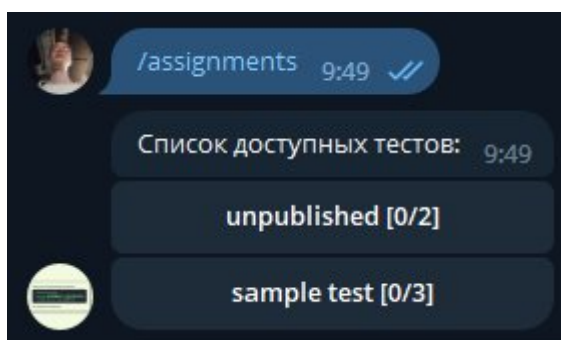 /assignments 9:49
Список доступных тестов: 9:49
unpublished [0/2]
sample test [0/3]